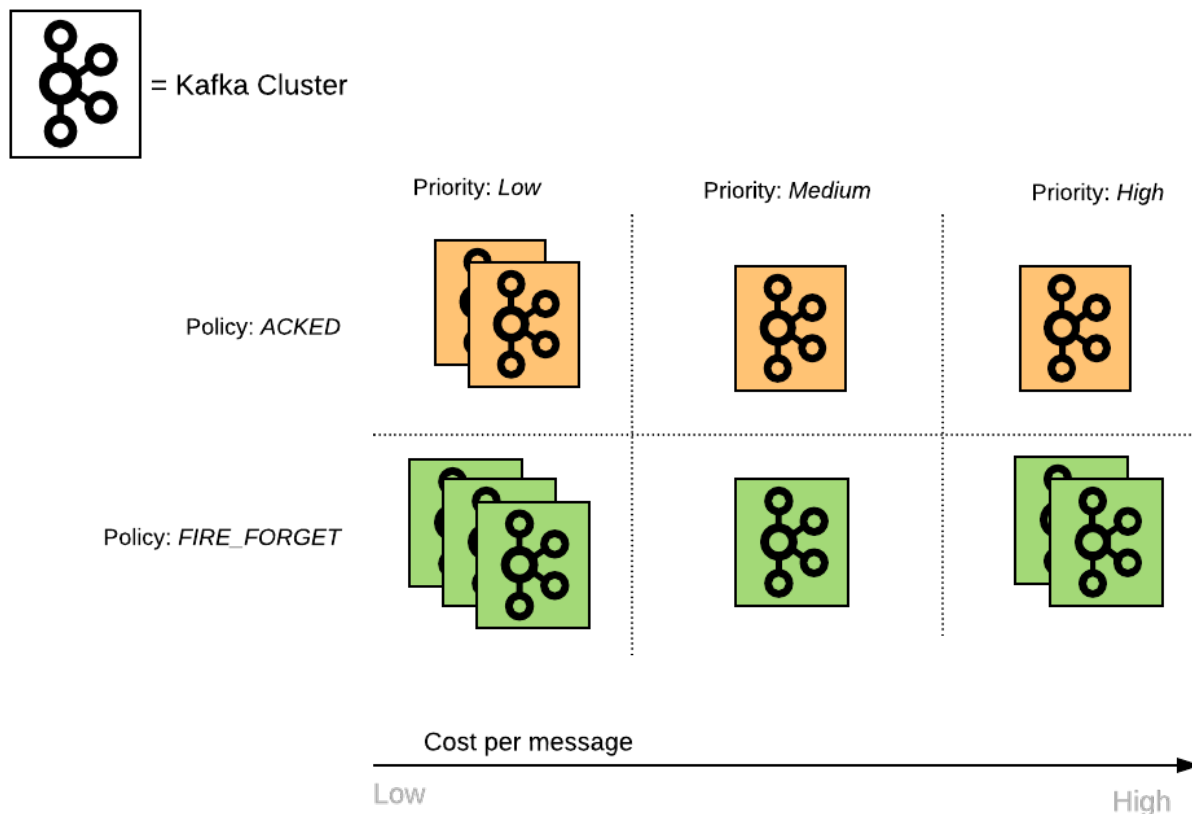 = Kafka Cluster
Priority: Low
Priority: Medium
Priority: High
Policy: ACKED
Policy: FIRE_FORGET
Cost per message
Low
High